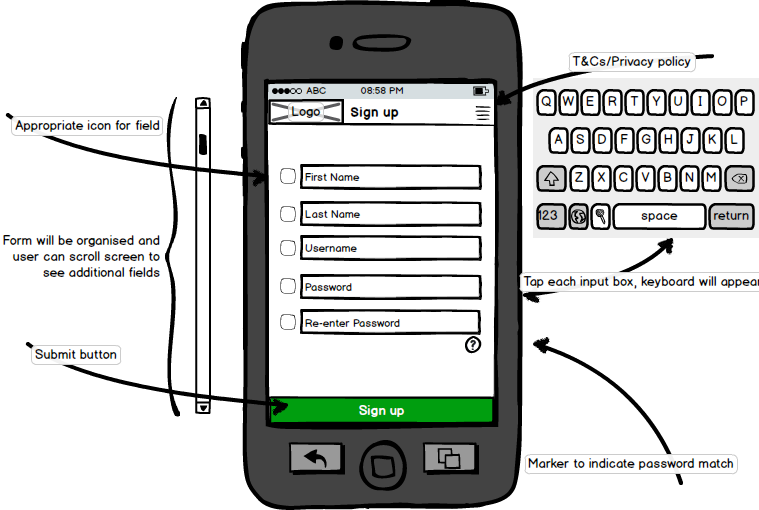 T&Cs/Privacy policy
ABC 08:58 PM
Logo Sign up
Q W E R T Y U I O P
Appropriate icon for field
A S D F G H J K L
First Name
Z X C V B N M
Last Name
123 space return
Form will be organised and
user can scroll screen to
see additional fields
Username
Password
Tap each input box, keyboard will appear
Re-enter Password
?
Submit button
Sign up
Marker to indicate password match